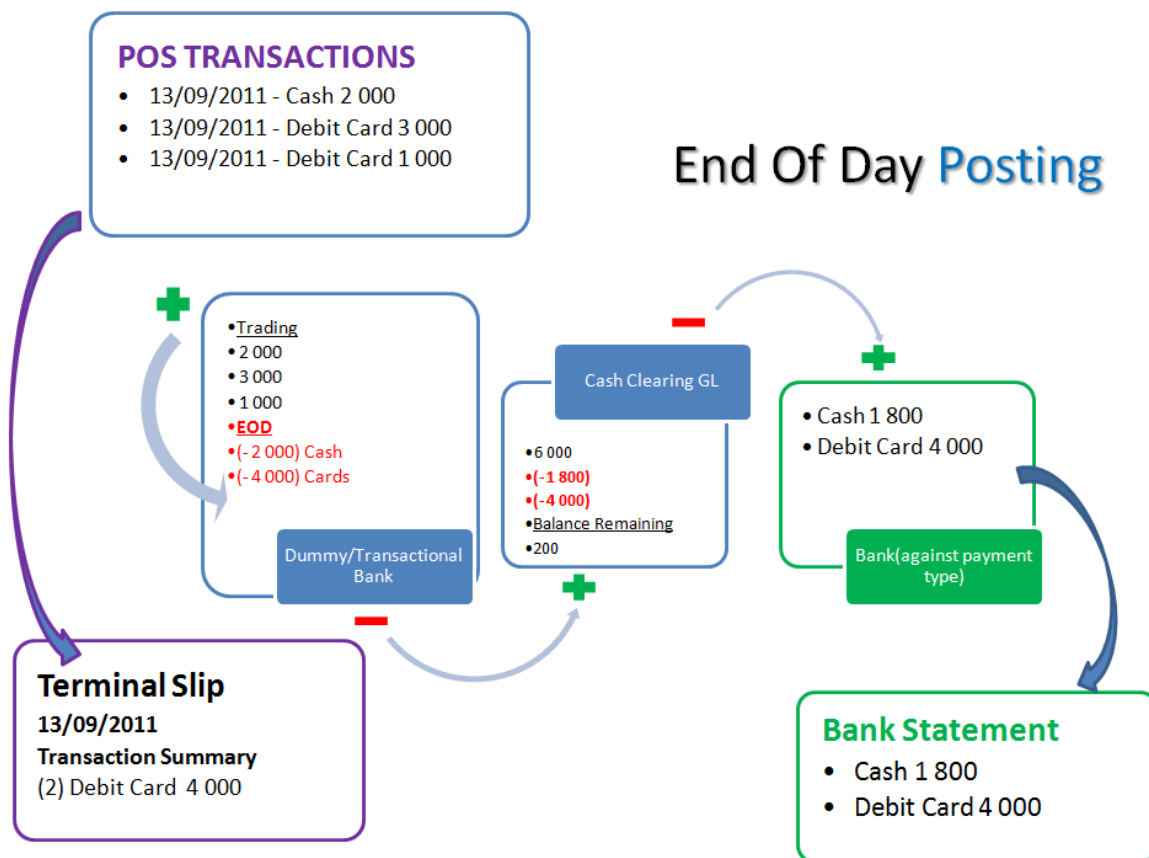 POS TRANSACTIONS
• 13/09/2011 - Cash 2 000
• 13/09/2011 - Debit Card 3 000
• 13/09/2011 - Debit Card 1 000
End Of Day Posting
•Trading
•2 000
•3 000
•1 000
•EOD
•(-2 000) Cash
•(-4 000) Cards
Dummy/Transactional
Bank
Cash Clearing GL
•6 000
•(-1 800)
•(-4 000)
•Balance Remaining
•200
• Cash 1 800
• Debit Card 4 000
Bank(against payment
type)
Terminal Slip
13/09/2011
Transaction Summary
(2) Debit Card 4 000
Bank Statement
• Cash 1 800
• Debit Card 4 000